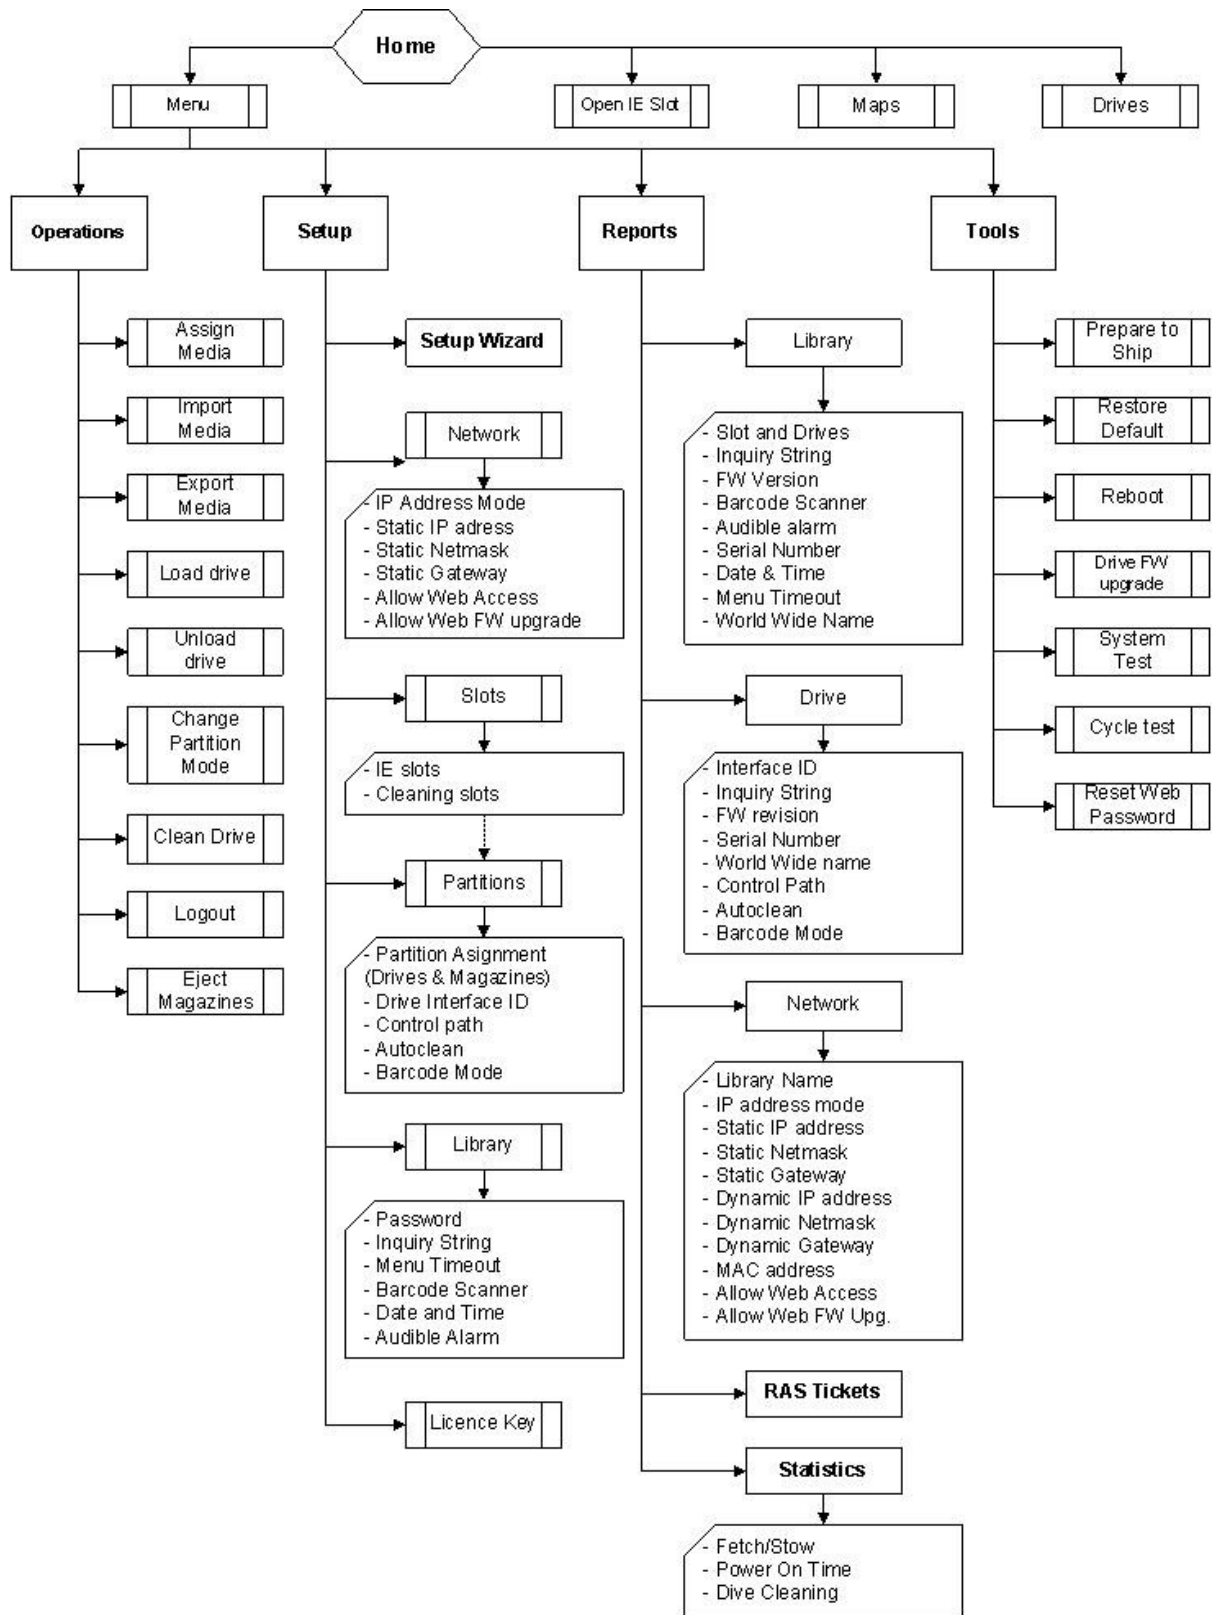 Home
Menu
Open IE Slot
Maps
Drives
Operations
Setup
Reports
Tools
Assign
Media
Import
Media
Export
Media
Load drive
Unload
drive
Change
Partition
Mode
Clean Drive
Logout
Eject
Magazines
Setup Wizard
Network
- IP Address Mode
- Static IP adress
- Static Netmask
- Static Gateway
- Allow Web Access
- Allow Web FW upgrade
Slots
- IE slots
- Cleaning slots
Partitions
- Partition Asignment
(Drives & Magazines)
- Drive Interface ID
- Control path
- Autoclean
- Barcode Mode
Library
- Password
- Inquiry String
- Menu Timeout
- Barcode Scanner
- Date and Time
- Audible Alarm
Licence Key
Library
- Slot and Drives
- Inquiry String
- FW Version
- Barcode Scanner
- Audible alarm
- Serial Number
- Date & Time
- Menu Timeout
- World Wide Name
Drive
- Interface ID
- Inquiry String
- FW revision
- Serial Number
- World Wide name
- Control Path
- Autoclean
- Barcode Mode
Network
- Library Name
- IP address mode
- Static IP address
- Static Netmask
- Static Gateway
- Dynamic IP address
- Dynamic Netmask
- Dynamic Gateway
- MAC address
- Allow Web Access
- Allow Web FW Upg.
RAS Tickets
Statistics
- Fetch/Stow
- Power On Time
- Dive Cleaning
Prepare to
Ship
Restore
Default
Reboot
Drive FW
upgrade
System
Test
Cycle test
Reset Web
Password